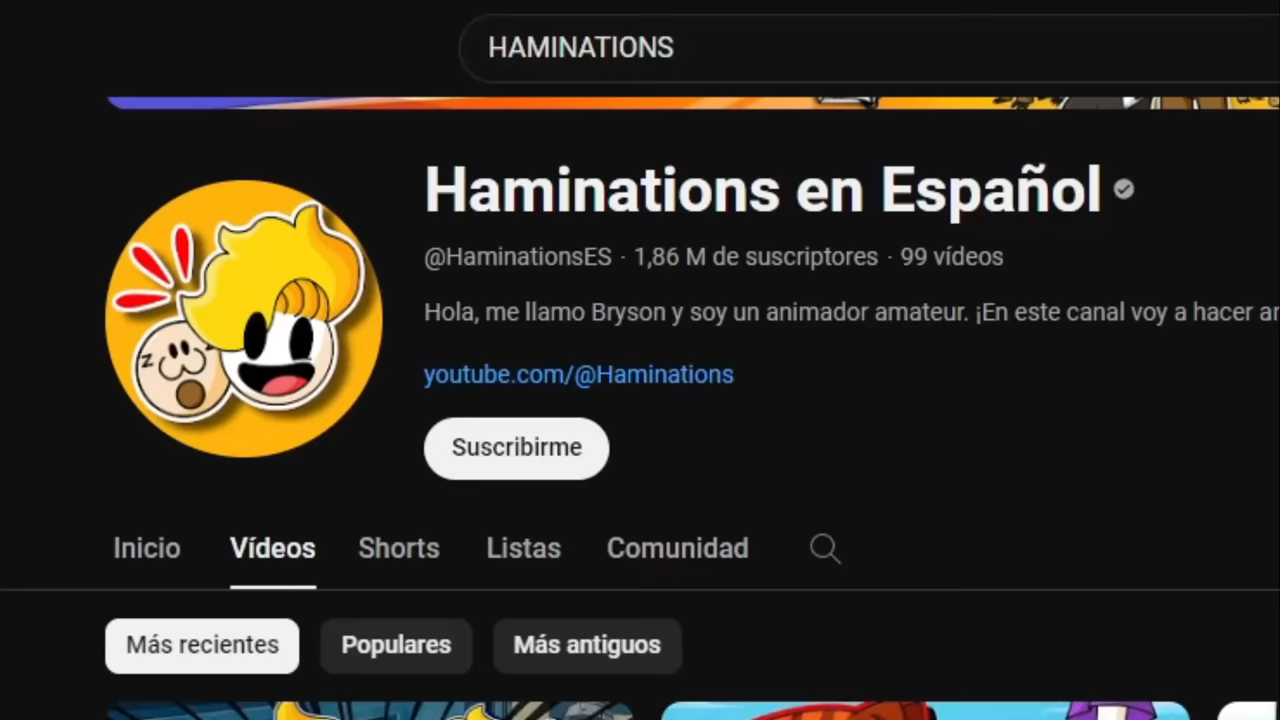 HAMINATIONS
Haminations en Español
@HaminationsES · 1,86 M de suscriptores · 99 vídeos
Hola, me llamo Bryson y soy un animador amateur. ¡En este canal voy a hacer
youtube.com/@Haminations
Suscribirme
Inicio Vídeos Shorts Listas Comunidad
Más recientes Populares Más antiguos